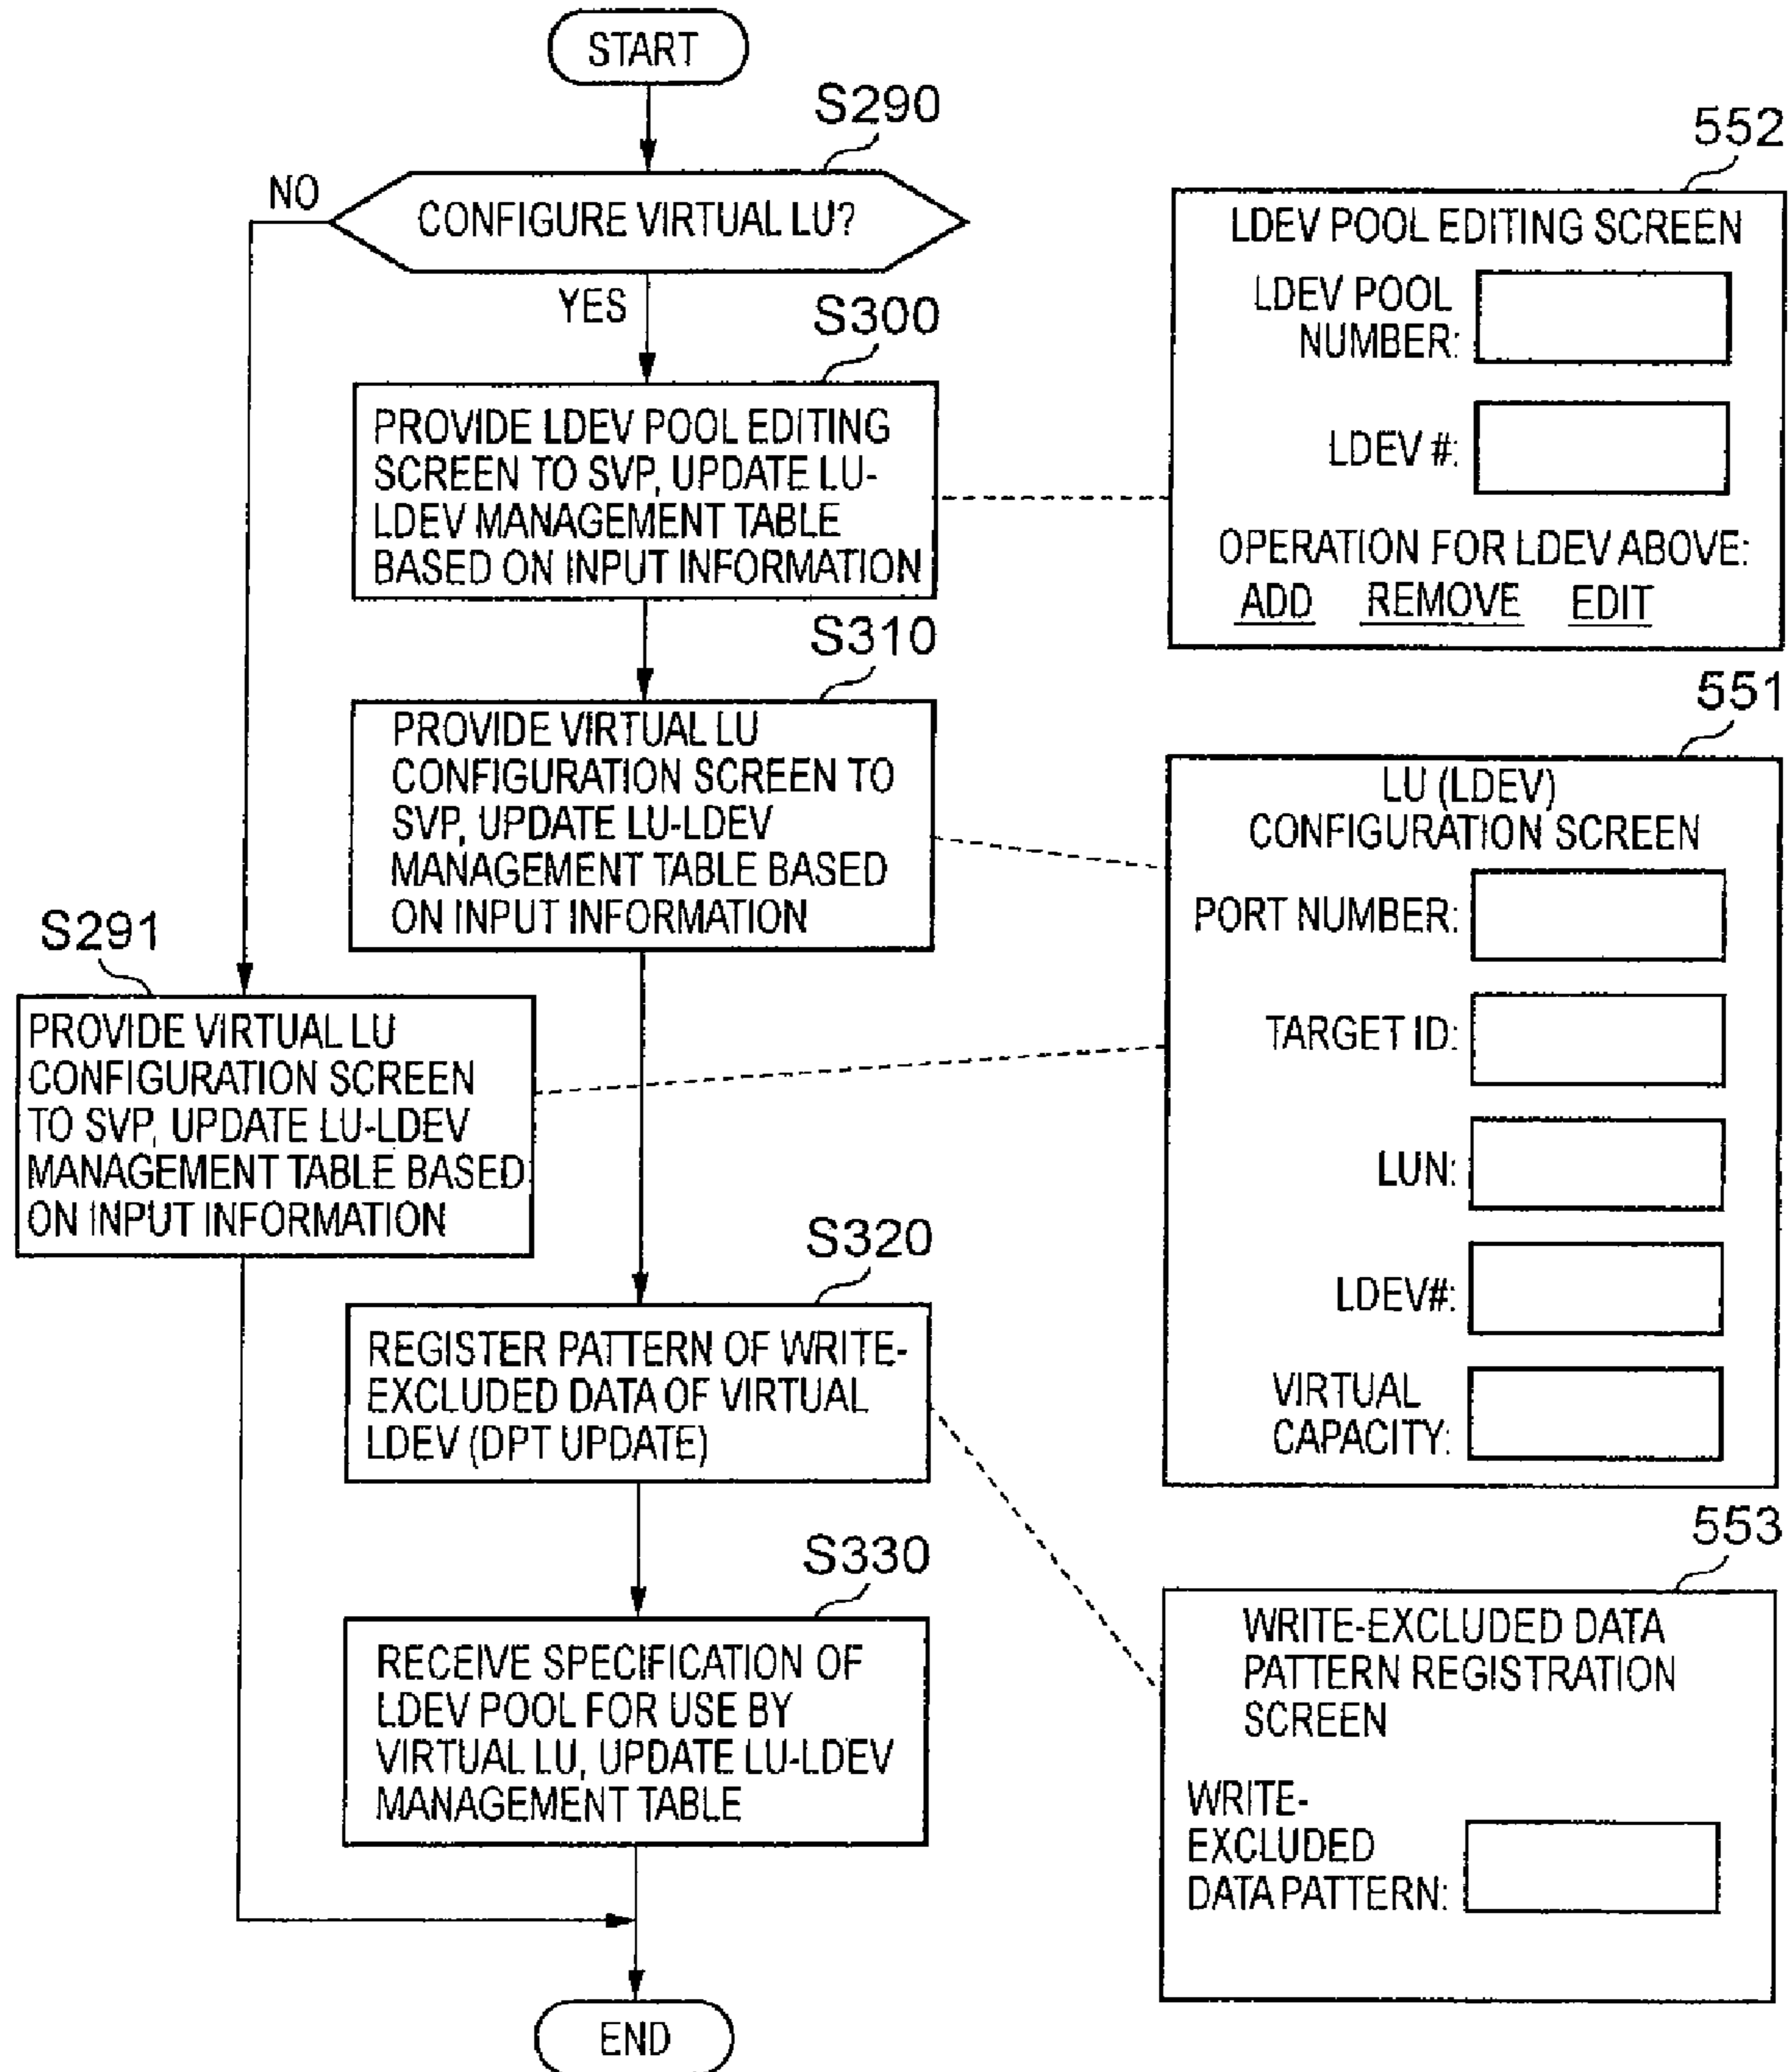 START
S290
NO
CONFIGURE VIRTUAL LU?
YES
S300
PROVIDE LDEV POOL EDITING
SCREEN TO SVP, UPDATE LU-
LDEV MANAGEMENT TABLE
BASED ON INPUT INFORMATION
S310
PROVIDE VIRTUAL LU
CONFIGURATION SCREEN TO
SVP, UPDATE LU-LDEV
MANAGEMENT TABLE BASED
ON INPUT INFORMATION
S291
PROVIDE VIRTUAL LU
CONFIGURATION SCREEN
TO SVP, UPDATE LU-LDEV
MANAGEMENT TABLE BASED
ON INPUT INFORMATION
S320
REGISTER PATTERN OF WRITE-
EXCLUDED DATA OF VIRTUAL
LDEV (DPT UPDATE)
S330
RECEIVE SPECIFICATION OF
LDEV POOL FOR USE BY
VIRTUAL LU, UPDATE LU-LDEV
MANAGEMENT TABLE
END
552
LDEV POOL EDITING SCREEN
LDEV POOL
NUMBER:
LDEV #:
OPERATION FOR LDEV ABOVE:
ADD REMOVE EDIT
551
LU (LDEV)
CONFIGURATION SCREEN
PORT NUMBER:
TARGET ID:
LUN:
LDEV#:
VIRTUAL
CAPACITY:
553
WRITE-EXCLUDED DATA
PATTERN REGISTRATION
SCREEN
WRITE-
EXCLUDED
DATA PATTERN: